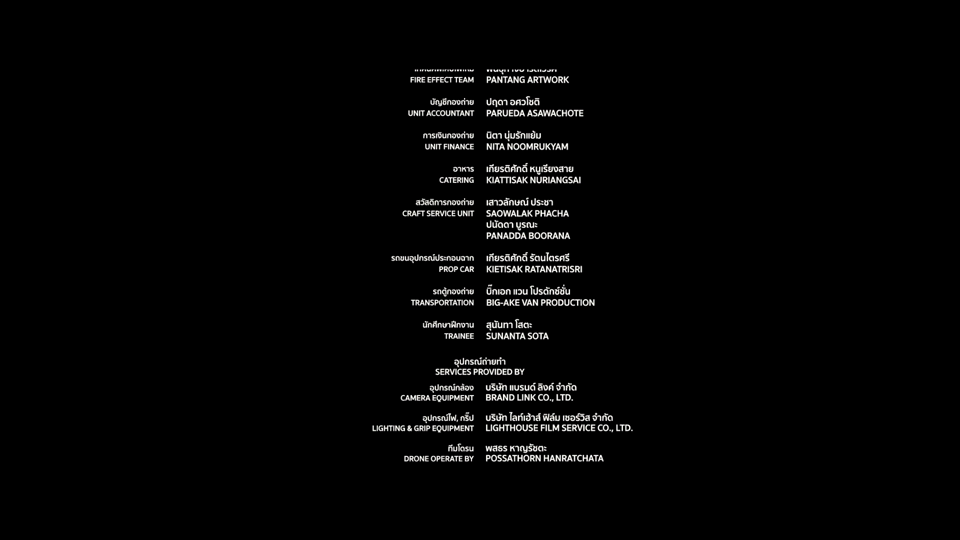 FIRE EFFECT TEAM PANTANG ARTWORK
บัญชีกองถ่าย ปฤดา อศวโชติ
UNIT ACCOUNTANT PARUEDA ASAWACHOTE
การเงินกองถ่าย นิตา นุ่มรักแย้ม
UNIT FINANCE NITA NOOMRUKYAM
อาหาร เกียรติศักดิ์ หนูเรียงสาย
CATERING KIATTISAK NURIANGSAI
สวัสดิการกองถ่าย เสาวลักษณ์ ประชา
CRAFT SERVICE UNIT SAOWALAK PHACHA
ปนัดดา บูรณะ
PANADDA BOORANA
รถขนอุปกรณ์ประกอบฉาก เกียรติศักดิ์ รัตนไตรศรี
PROP CAR KIETISAK RATANATRISRI
รถตู้กองถ่าย บิ๊กเอก แวน โปรดักซ์ชั่น
TRANSPORTATION BIG-AKE VAN PRODUCTION
นักศึกษาฝึกงาน สุนันทา โสตะ
TRAINEE SUNANTA SOTA
อุปกรณ์ถ่ายทำ
SERVICES PROVIDED BY
อุปกรณ์กล้อง บริษัท แบรนด์ ลิงค์ จำกัด
CAMERA EQUIPMENT BRAND LINK CO., LTD.
อุปกรณ์ไฟ, กริ๊ป บริษัท ไลท์เฮ้าส์ ฟิล์ม เซอร์วิส จำกัด
LIGHTING & GRIP EQUIPMENT LIGHTHOUSE FILM SERVICE CO., LTD.
ทีมโดรน พสธร หาญรัชตะ
DRONE OPERATE BY POSSATHORN HANRATCHATA